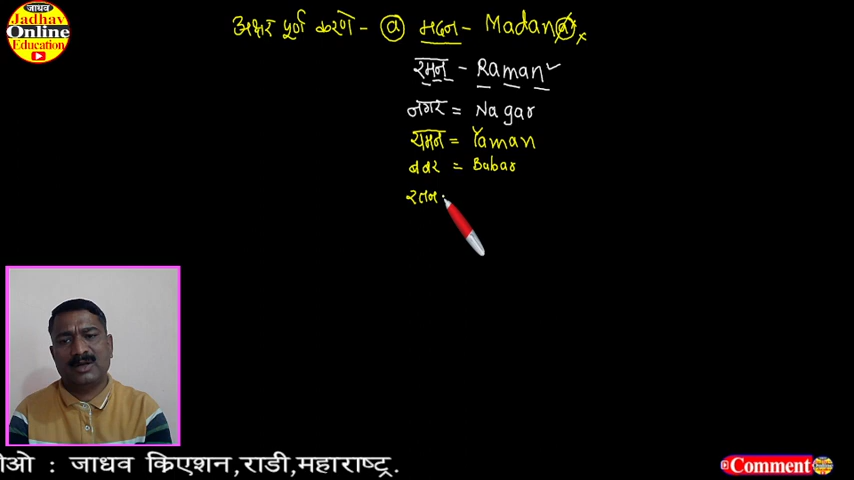 जाधव
Jadhav
Online
Education
अक्षर पूर्ण करणे - (a) मदन - Madana
रमन - Raman
नगर = Nagar
यमन = Yaman
बबर = Babar
रतन
ओ : जाधव किएशन,राडी,महाराष्ट्र.
Comment